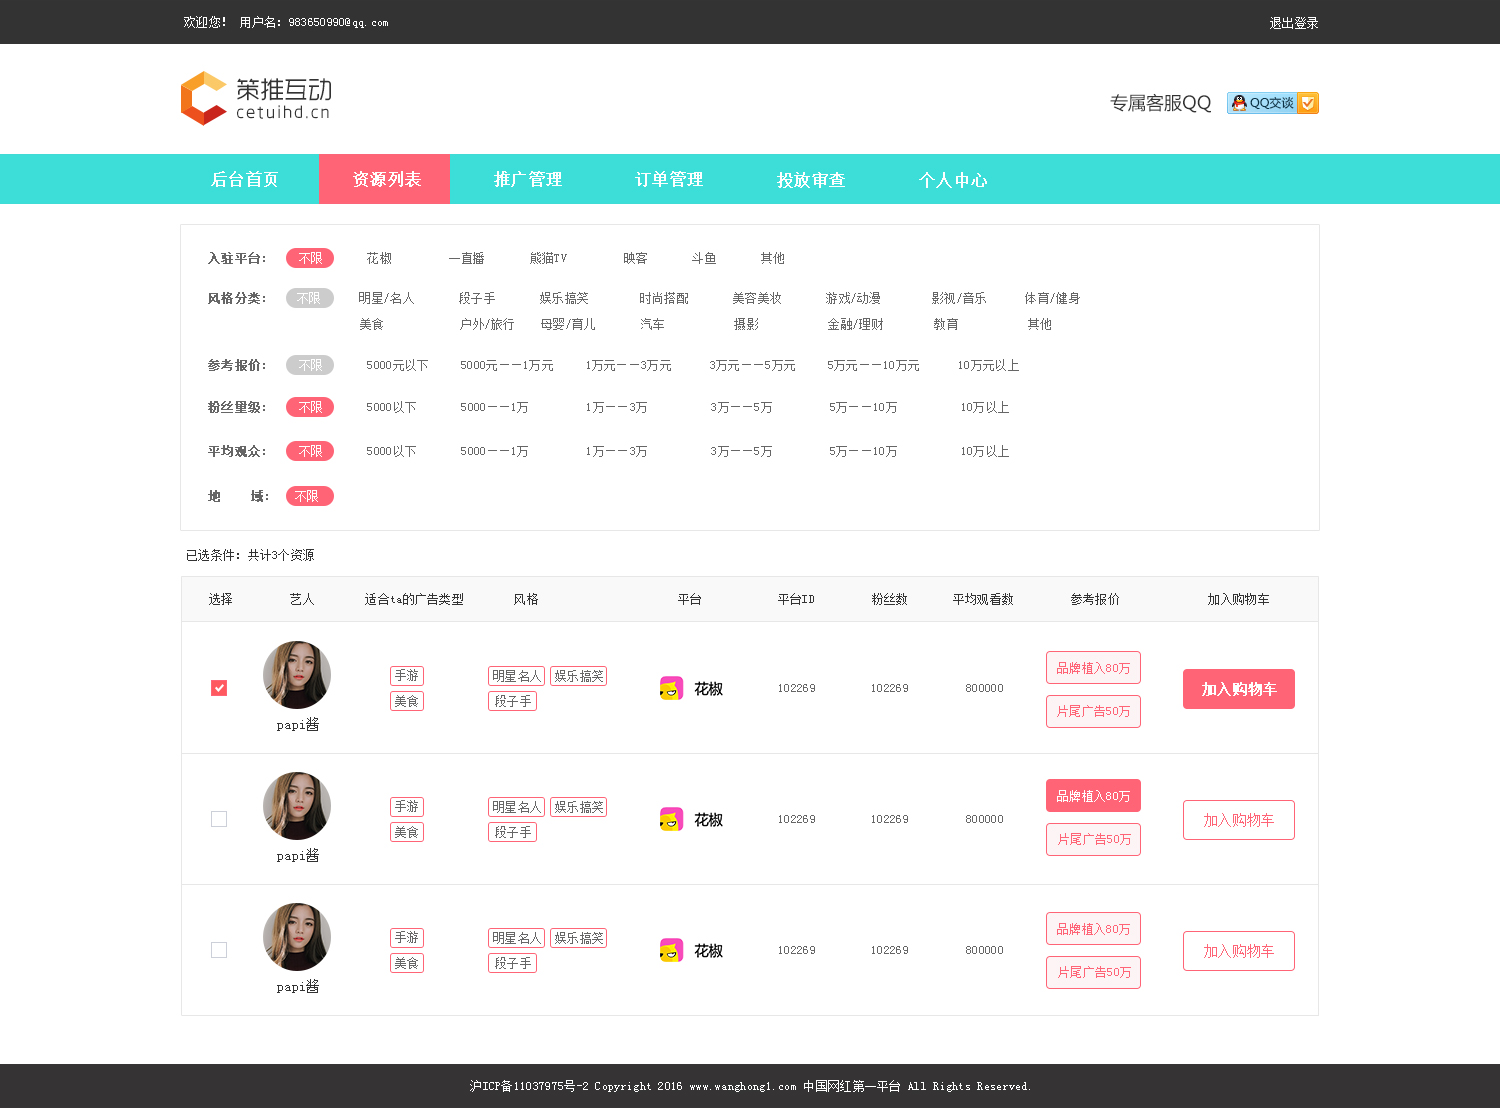 欢迎您！ 用户名：983650990@qq.com 退出登录
策推互动
cetuihd.cn
专属客服QQ QQ交谈
后台首页 资源列表 推广管理 订单管理 投放审查 个人中心
入驻平台： 不限 花椒 一直播 熊猫TV 映客 斗鱼 其他
风格分类： 不限 明星/名人 段子手 娱乐搞笑 时尚搭配 美容美妆 游戏/动漫 影视/音乐 体育/健身
美食 户外/旅行 母婴/育儿 汽车 摄影 金融/理财 教育 其他
参考报价： 不限 5000元以下 5000元——1万元 1万元——3万元 3万元——5万元 5万元——10万元 10万元以上
粉丝量级： 不限 5000以下 5000——1万 1万——3万 3万——5万 5万——10万 10万以上
平均观众： 不限 5000以下 5000——1万 1万——3万 3万——5万 5万——10万 10万以上
地 域： 不限
已选条件：共计3个资源
选择 艺人 适合ta的广告类型 风格 平台 平台ID 粉丝数 平均观看数 参考报价 加入购物车
手游 明星名人 娱乐搞笑 品牌植入80万
花椒 102269 102269 800000 加入购物车
美食 段子手 片尾广告50万
papi酱
手游 明星名人 娱乐搞笑 品牌植入80万
花椒 102269 102269 800000 加入购物车
美食 段子手 片尾广告50万
papi酱
手游 明星名人 娱乐搞笑 品牌植入80万
花椒 102269 102269 800000 加入购物车
美食 段子手 片尾广告50万
papi酱
沪ICP备11037975号-2 Copyright 2016 www.wanghong1.com 中国网红第一平台 All Rights Reserved.